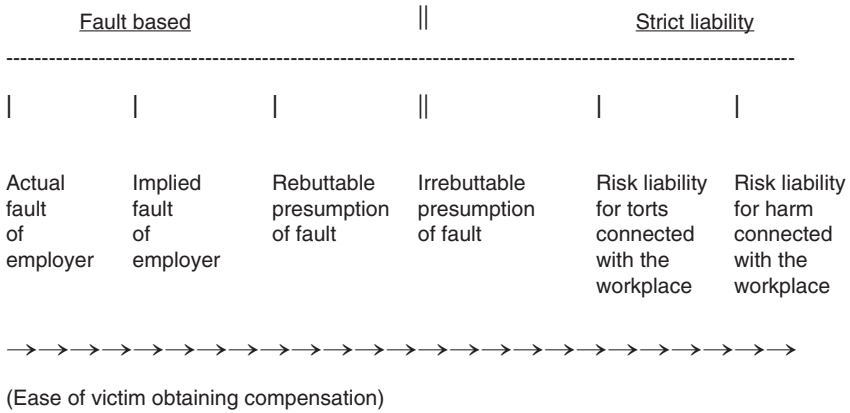 Fault based || Strict liability
-------------------------------------------------------------------------------------------------------------------
| | | || | |
Actual Implied Rebuttable Irrebuttable Risk liability Risk liability
fault fault presumption presumption for torts for harm
of of of fault of fault connected connected
employer employer with the with the
workplace workplace
→→→→→→→→→→→→→→→→→→→→→→→→→
(Ease of victim obtaining compensation)